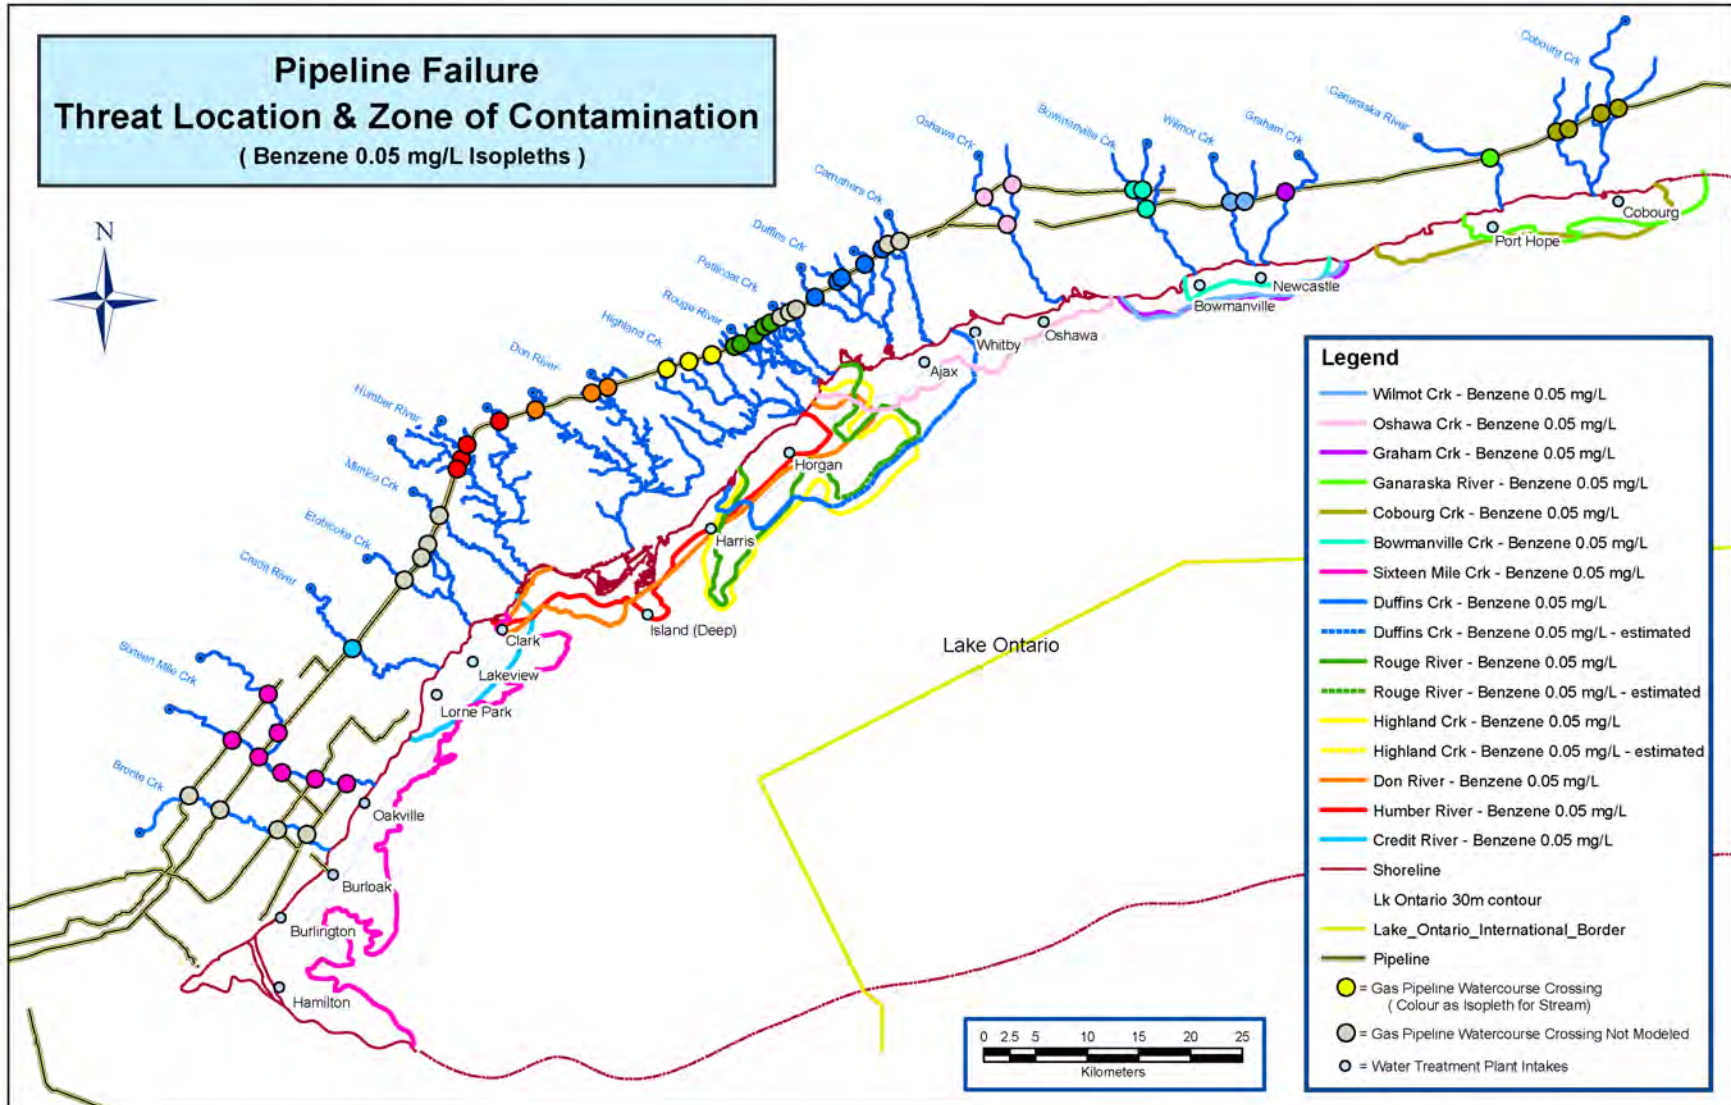 Pipeline Failure
Threat Location & Zone of Contamination
( Benzene 0.05 mg/L Isopleths )
N
Cobourg Crk
Ganaraska River
Graham Crk
Wilmot Crk
Bowmanville Crk
Oshawa Crk
Carruthers Crk
Duffins Crk
Petticoat Crk
Rouge River
Highland Crk
Don River
Humber River
Mimico Crk
Etobicoke Crk
Credit River
Sixteen Mile Crk
Bronte Crk
Cobourg
Port Hope
Newcastle
Bowmanville
Oshawa
Whitby
Ajax
Horgan
Harris
Island (Deep)
Clark
Lakeview
Lorne Park
Oakville
Burloak
Burlington
Hamilton
Lake Ontario
Legend
Wilmot Crk - Benzene 0.05 mg/L
Oshawa Crk - Benzene 0.05 mg/L
Graham Crk - Benzene 0.05 mg/L
Ganaraska River - Benzene 0.05 mg/L
Cobourg Crk - Benzene 0.05 mg/L
Bowmanville Crk - Benzene 0.05 mg/L
Sixteen Mile Crk - Benzene 0.05 mg/L
Duffins Crk - Benzene 0.05 mg/L
Duffins Crk - Benzene 0.05 mg/L - estimated
Rouge River - Benzene 0.05 mg/L
Rouge River - Benzene 0.05 mg/L - estimated
Highland Crk - Benzene 0.05 mg/L
Highland Crk - Benzene 0.05 mg/L - estimated
Don River - Benzene 0.05 mg/L
Humber River - Benzene 0.05 mg/L
Credit River - Benzene 0.05 mg/L
Shoreline
Lk Ontario 30m contour
Lake_Ontario_International_Border
Pipeline
= Gas Pipeline Watercourse Crossing
( Colour as Isopleth for Stream)
= Gas Pipeline Watercourse Crossing Not Modeled
= Water Treatment Plant Intakes
0 2.5 5 10 15 20 25
Kilometers